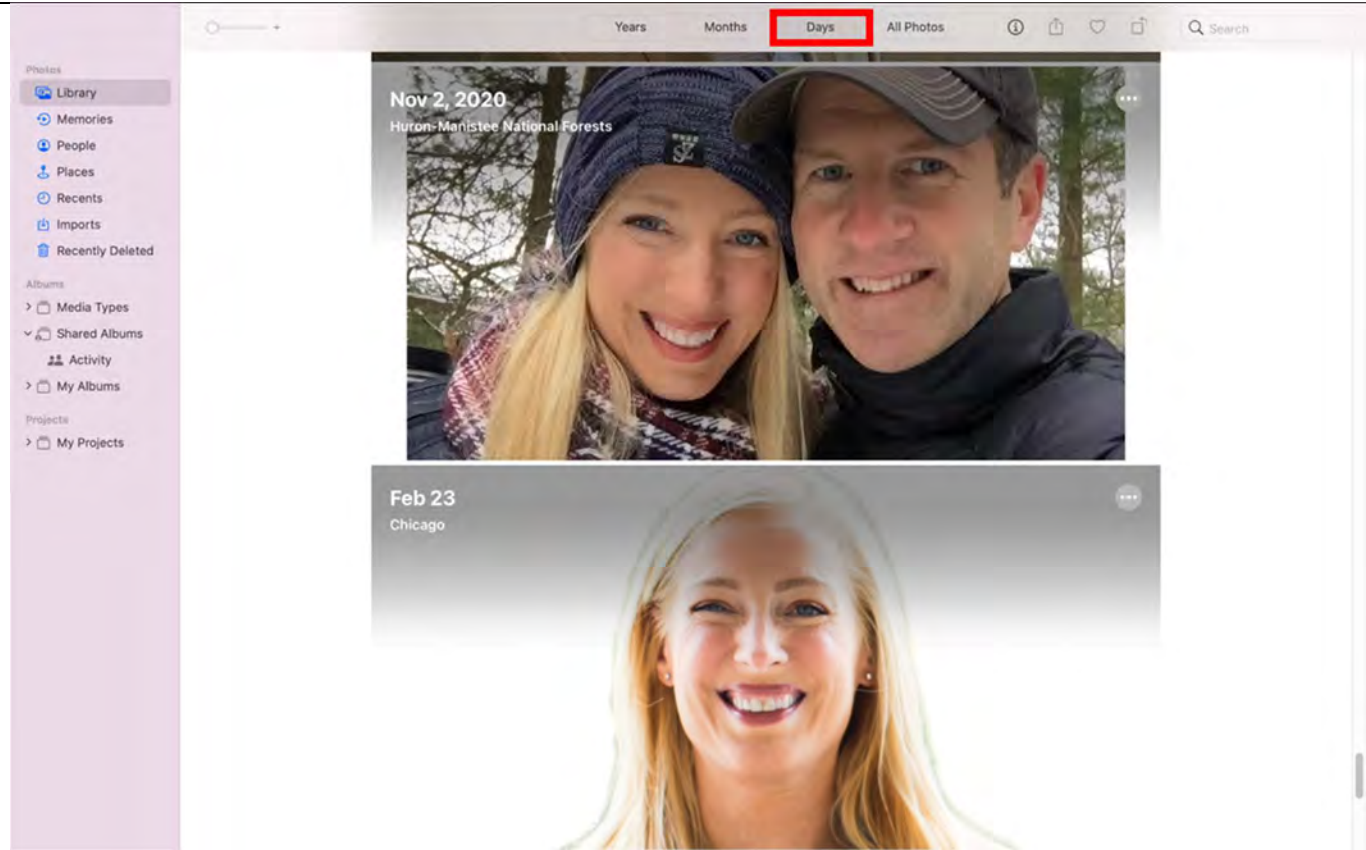 Years Months Days All Photos Search
Photos
Library
Memories
People
Places
Recents
Imports
Recently Deleted
Albums
Media Types
Shared Albums
Activity
My Albums
Projects
My Projects
Nov 2, 2020
Huron-Manistee National Forests
Feb 23
Chicago